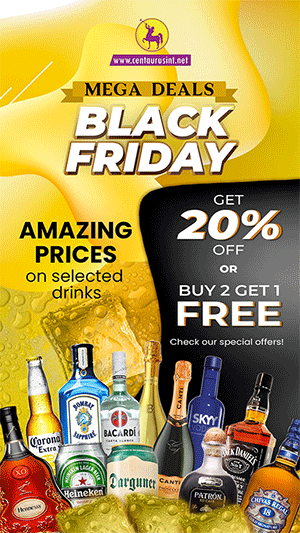 www.centaurusint.net
MEGA DEALS
BLACK
FRIDAY
AMAZING
PRICES
on selected
drinks
GET
20%
OFF
OR
BUY 2 GET 1
FREE
Check our special offers!
Corona
Extra
BOMBAY
SAPPHIRE
BACARDI
CANTI
SKYY
JACK DANIEL'S
X.O
Hennessy
Heineken
Darguner
CANTI
PATRÓN
CHIVAS REGAL
18